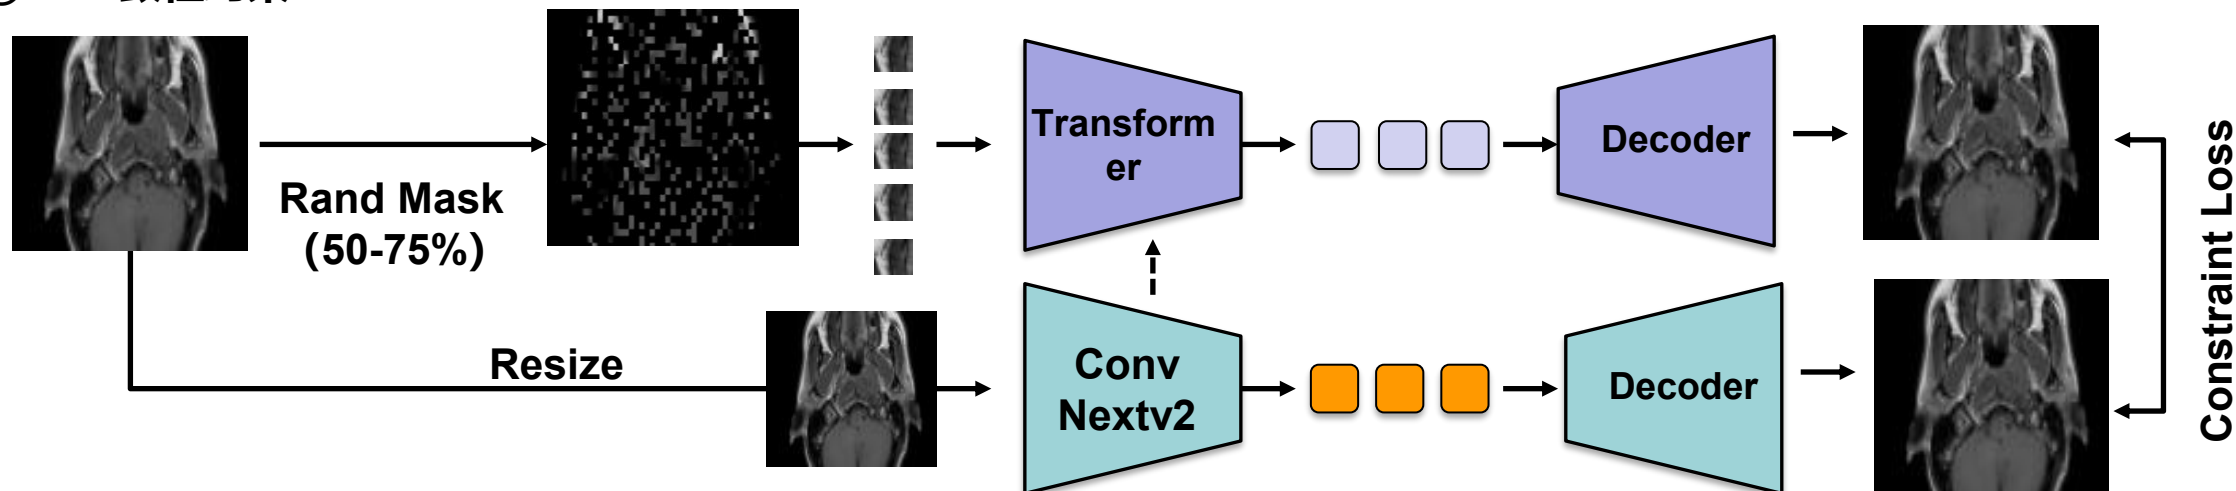 Rand Mask
(50-75%)
Transform
er
Decoder
Resize
Conv
Nextv2
Decoder
Constraint Loss